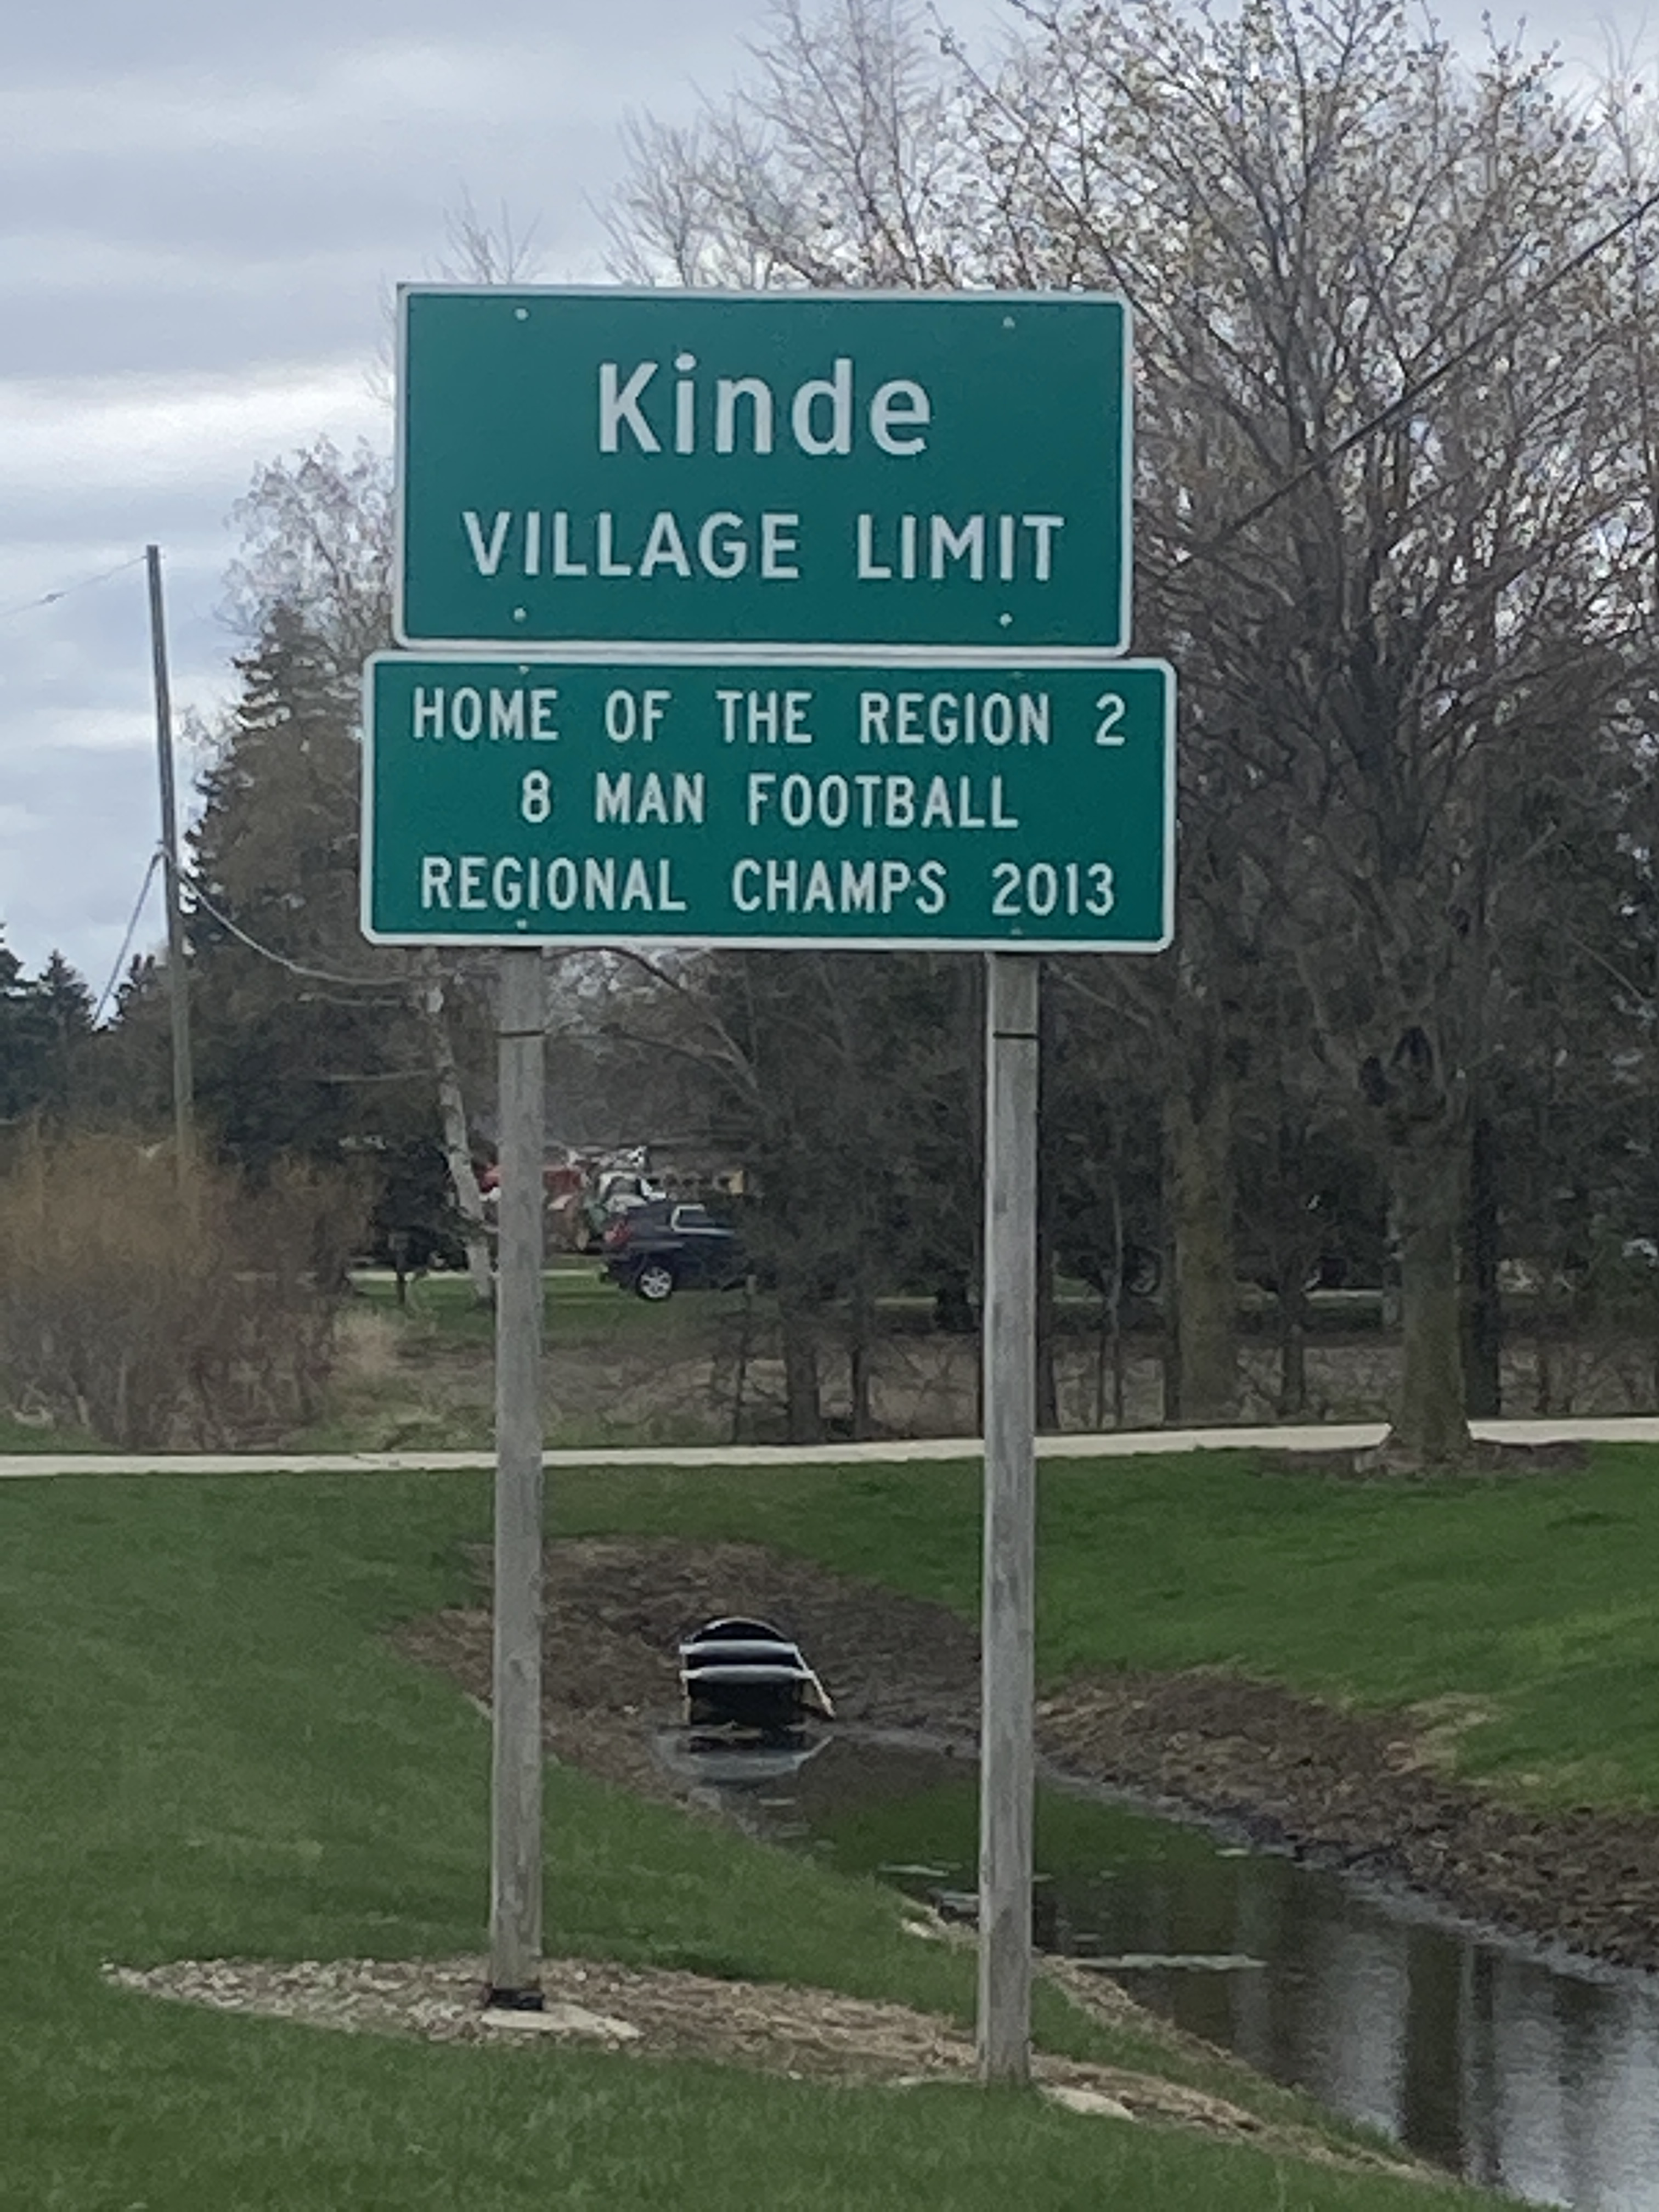 Kinde
VILLAGE LIMIT
HOME OF THE REGION 2
8 MAN FOOTBALL
REGIONAL CHAMPS 2013